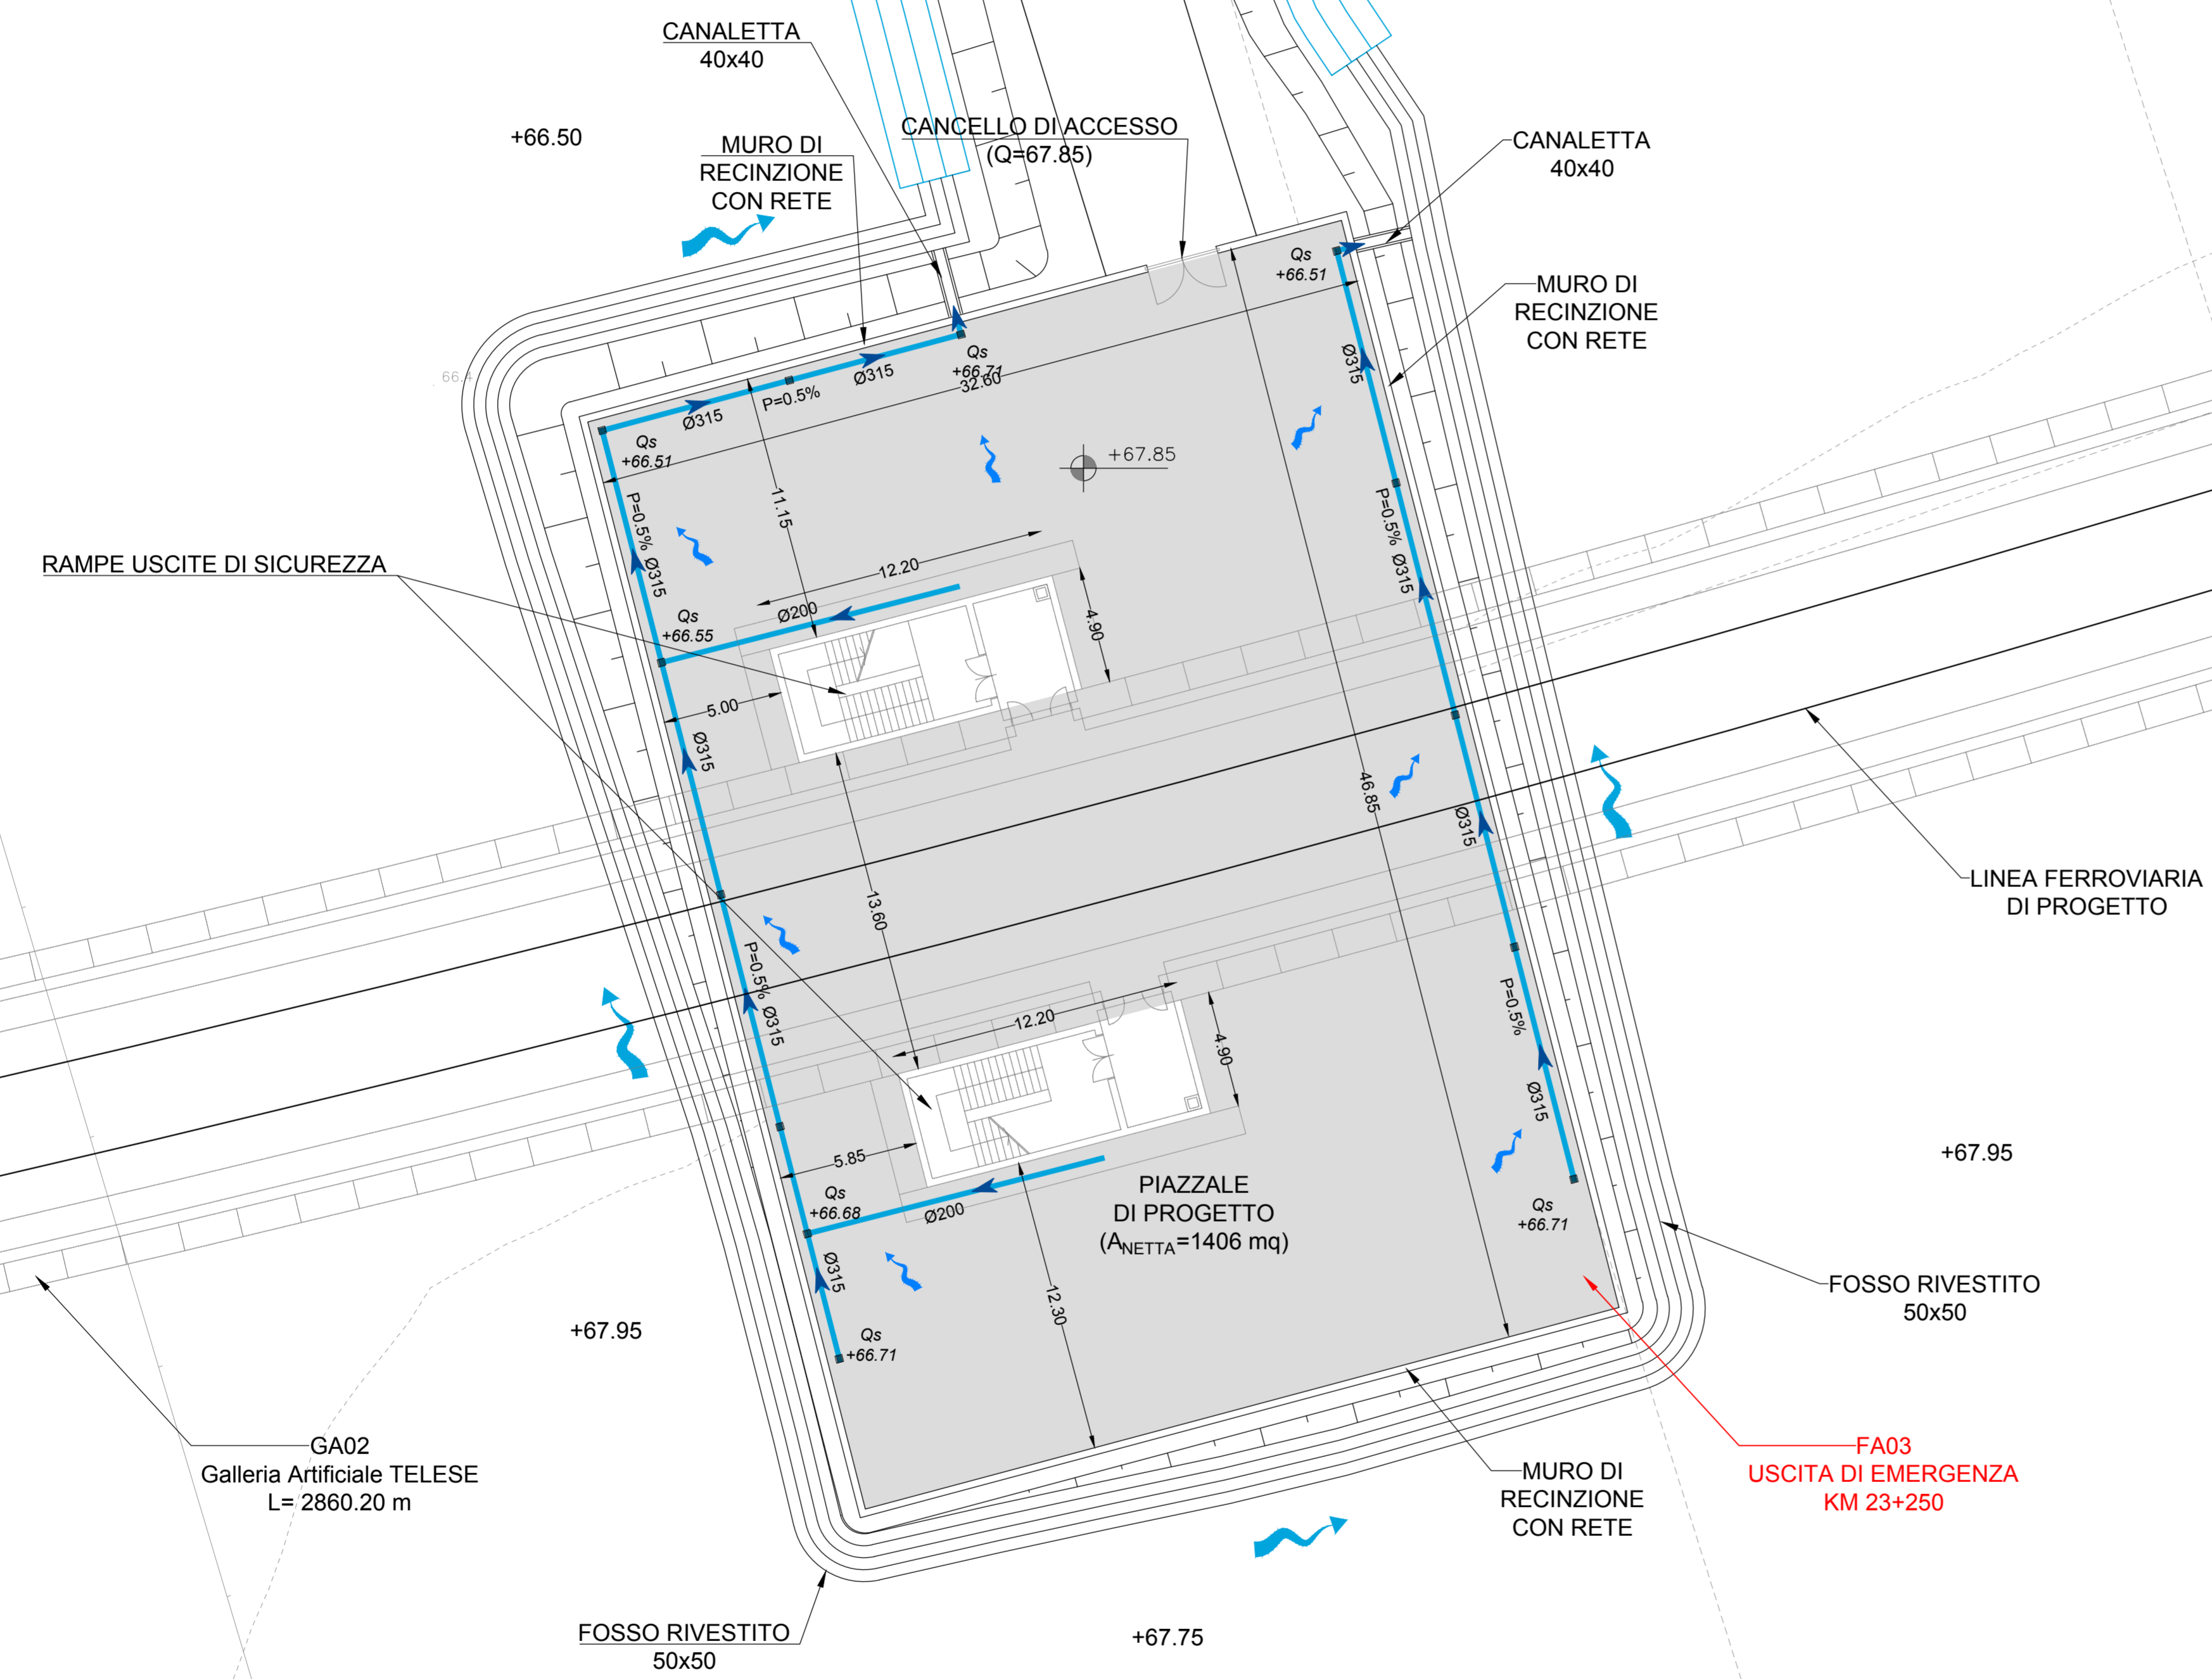 CANALETTA
40x40
+66.50
MURO DI
RECINZIONE
CON RETE
CANCELLO DI ACCESSO
(Q=67.85)
CANALETTA
40x40
Qs
+66.51
MURO DI
RECINZIONE
CON RETE
Qs
+66.71
32.60
Ø315
P=0.5%
Ø315
Ø315
66.4
Qs
+66.51
+67.85
11.15
P=0.5%
Ø315
P=0.5%
Ø315
RAMPE USCITE DI SICUREZZA
12.20
Ø200
Qs
+66.55
4.90
5.00
Ø315
46.85
Ø315
LINEA FERROVIARIA
DI PROGETTO
13.60
P=0.5%
Ø315
12.20
4.90
P=0.5%
Ø315
5.85
Qs
+66.68
Ø200
PIAZZALE
DI PROGETTO
(ANETTA=1406 mq)
Qs
+66.71
+67.95
Ø315
12.30
FOSSO RIVESTITO
50x50
+67.95
Qs
+66.71
GA02
Galleria Artificiale TELESE
L= 2860.20 m
FA03
USCITA DI EMERGENZA
KM 23+250
MURO DI
RECINZIONE
CON RETE
FOSSO RIVESTITO
50x50
+67.75